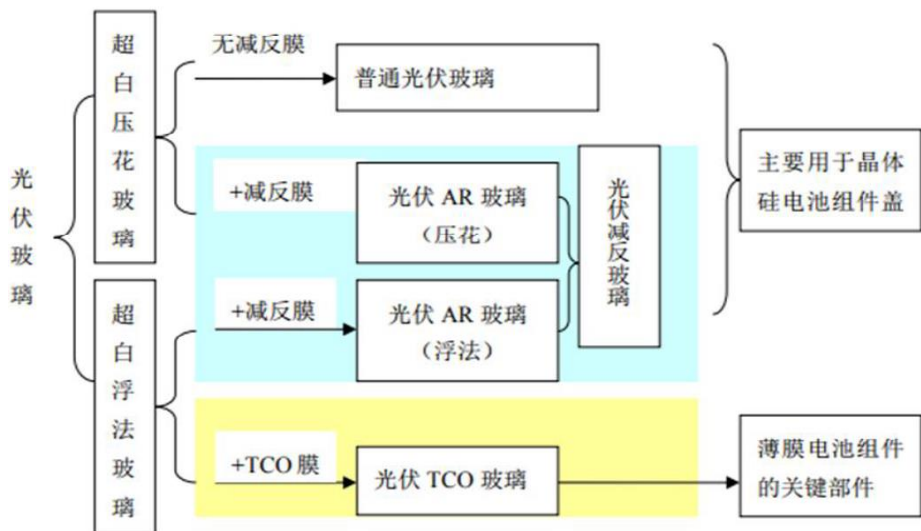 光伏玻璃
超白压花玻璃
无减反膜
普通光伏玻璃
+减反膜
光伏 AR 玻璃
（压花）
光伏减反玻璃
主要用于晶体
硅电池组件盖
超白浮法玻璃
+减反膜
光伏 AR 玻璃
（浮法）
+TCO 膜
光伏 TCO 玻璃
薄膜电池组件
的关键部件